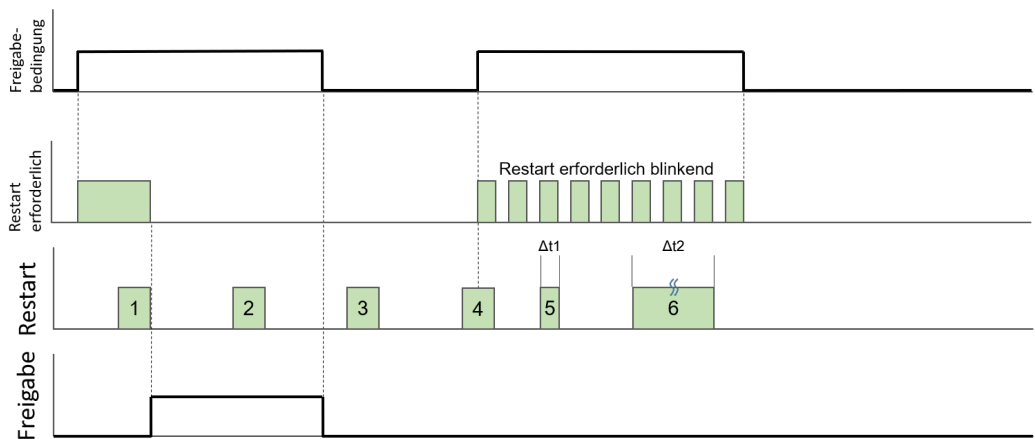 Freigabe-
bedingung
Restart
erforderlich
Restart erforderlich blinkend
Δt1
Δt2
Restart
1
2
3
4
5
6
Freigabe